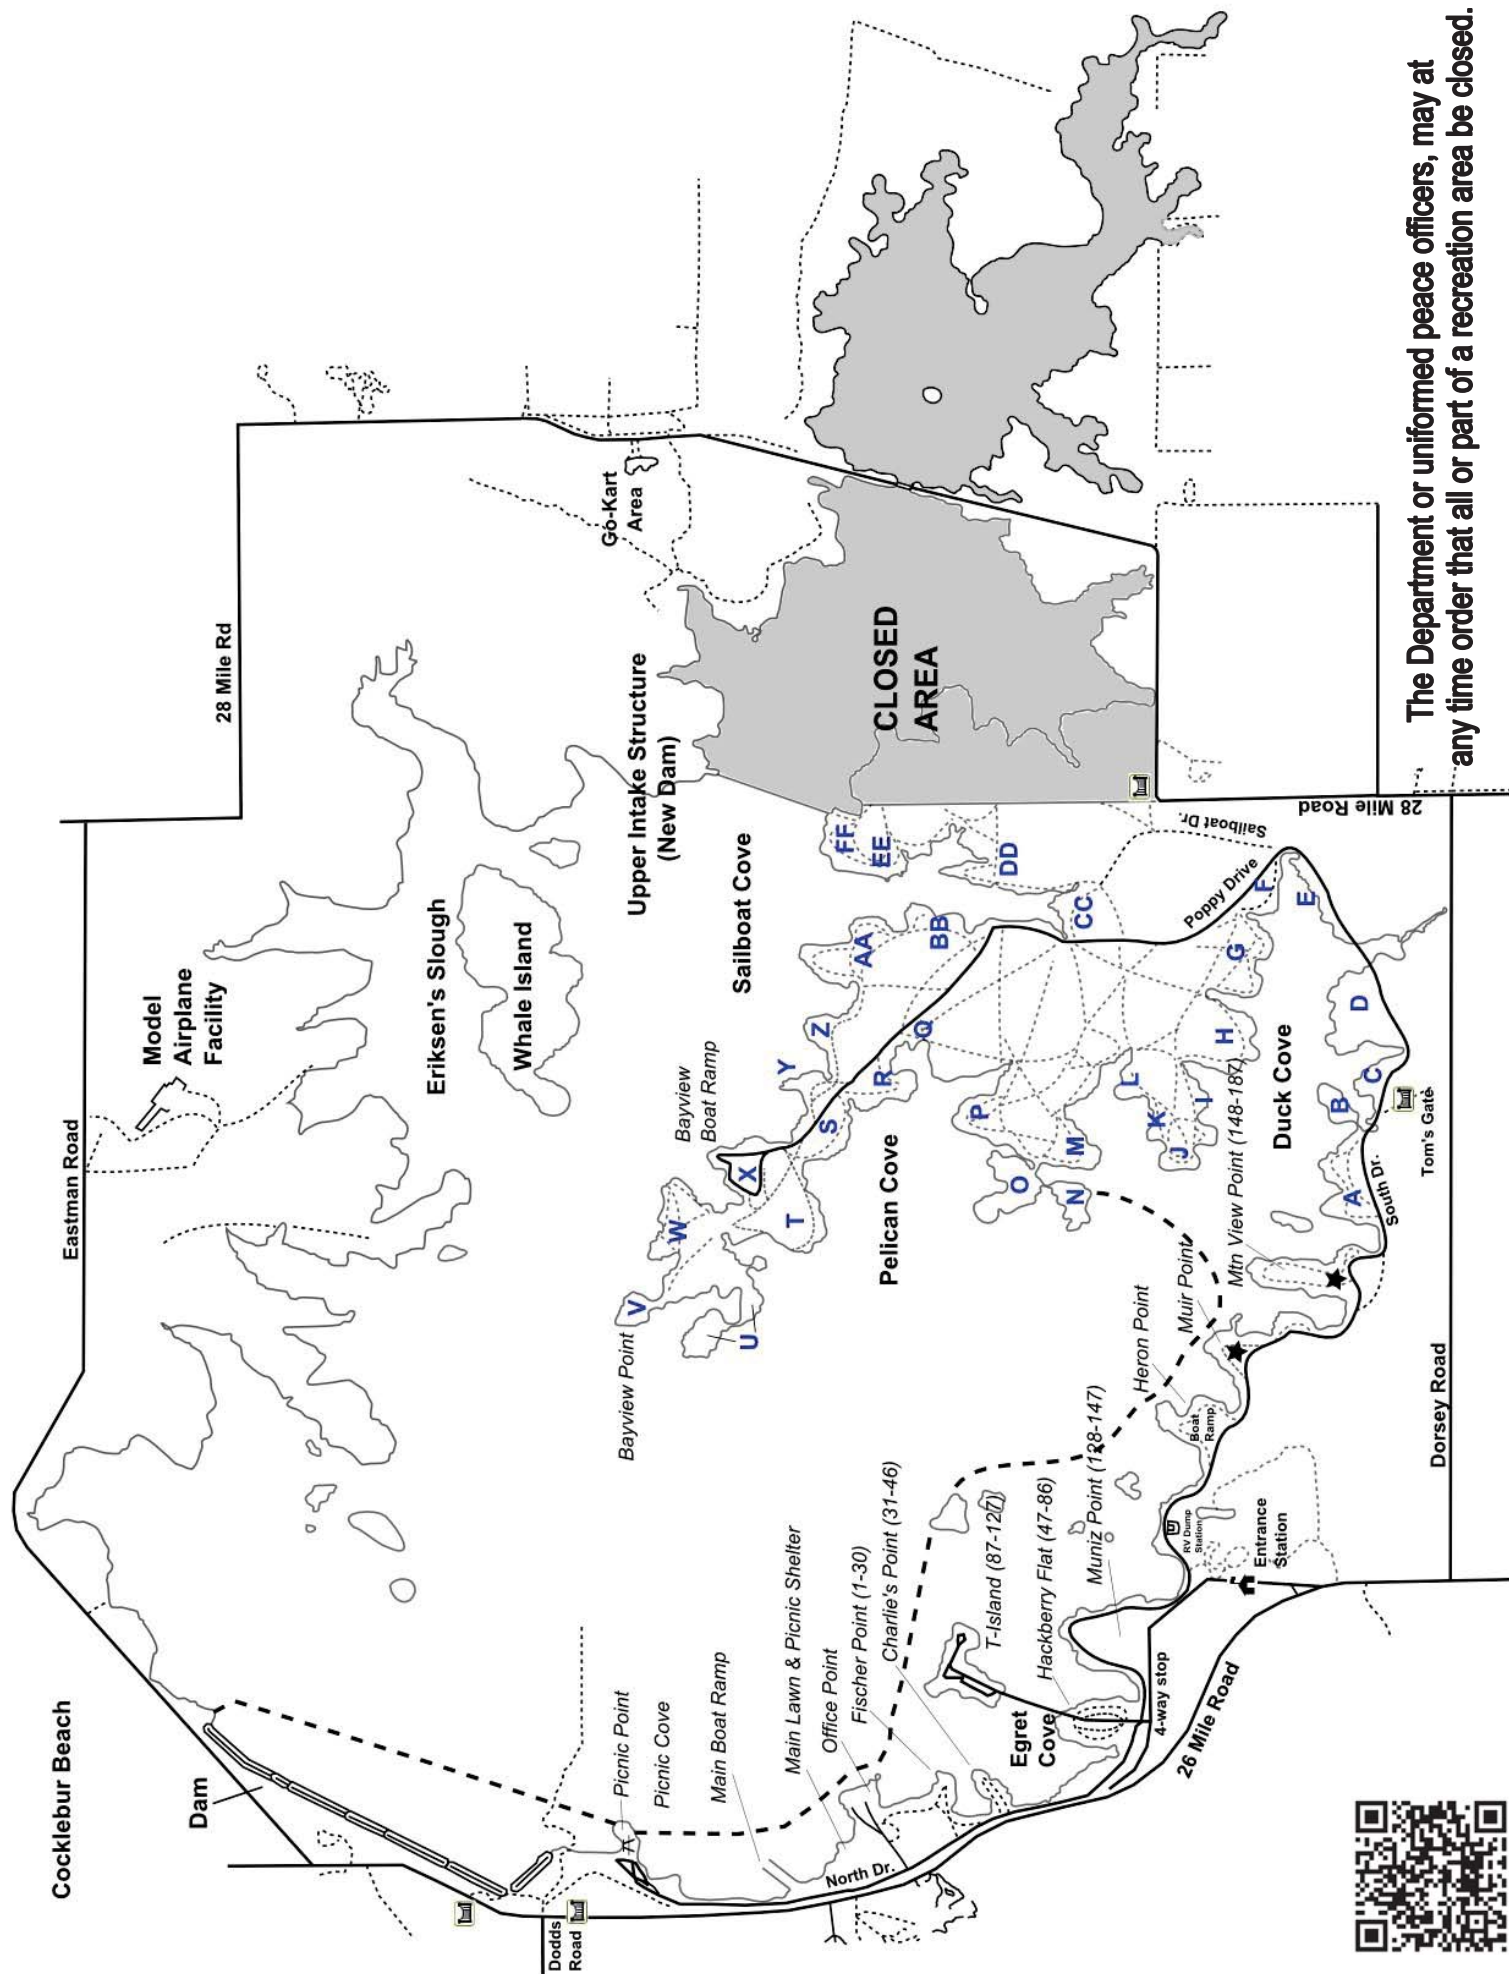 Cocklebur Beach
Dam
Eastman Road
Model
Airplane
Facility
28 Mile Rd
Eriksen's Slough
Whale Island
Go-Kart
Area
Upper Intake Structure
(New Dam)
Sailboat Cove
CLOSED
AREA
Bayview
Boat Ramp
Bayview Point
Pelican Cove
Duck Cove
Dodds
Road
Picnic Point
Picnic Cove
Main Boat Ramp
Main Lawn & Picnic Shelter
Office Point
Fischer Point (1-30)
Charlie's Point (31-46)
North Dr.
T-Island (87-127)
Hackberry Flat (47-86)
Egret
Cove
Muniz Point (128-147)
Heron Point
Muir Point
Mtn View Point (148-187)
4-way stop
26 Mile Road
RV Dump
Station
Boat
Ramp
Entrance
Station
South Dr.
Tom's Gate
Dorsey Road
Poppy Drive
Sailboat Dr.
28 Mile Road
A
B
C
D
E
F
G
H
I
J
K
L
M
N
O
P
Q
R
S
T
U
V
W
X
Y
Z
AA
BB
CC
DD
EE
FF
The Department or uniformed peace officers, may at
any time order that all or part of a recreation area be closed.